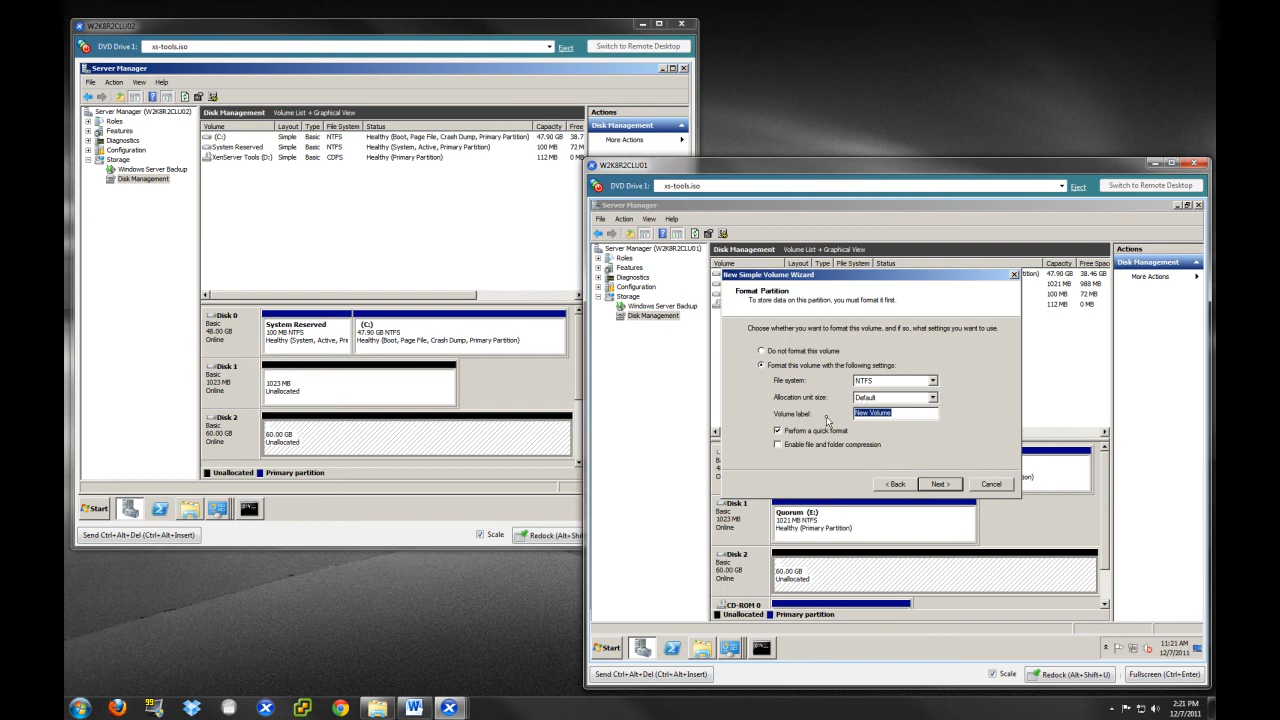 W2K8R2CLU02
DVD Drive 1: xs-tools.iso Eject Switch to Remote Desktop
Server Manager
File Action View Help
Server Manager (W2K8R2CLU02)
Roles
Features
Diagnostics
Configuration
Storage
Windows Server Backup
Disk Management
Disk Management Volume List + Graphical View
Volume Layout Type File System Status Capacity Free
(C:) Simple Basic NTFS Healthy (Boot, Page File, Crash Dump, Primary Partition) 47.90 GB 38.7
System Reserved Simple Basic NTFS Healthy (System, Active, Primary Partition) 100 MB 72 M
XenServer Tools (D:) Simple Basic CDFS Healthy (Primary Partition) 112 MB 0 MB
Actions
Disk Management
More Actions
Disk 0
Basic
48.00 GB
Online
System Reserved
100 MB NTFS
Healthy (System, Active, Pri
(C:)
47.90 GB NTFS
Healthy (Boot, Page File, Crash Dump, Primary Partition)
Disk 1
Basic
1023 MB
Online
1023 MB
Unallocated
Disk 2
Basic
60.00 GB
Online
60.00 GB
Unallocated
Unallocated Primary partition
Start
Send Ctrl+Alt+Del (Ctrl+Alt+Insert) Scale Redock (Alt+Shi
W2K8R2CLU01
DVD Drive 1: xs-tools.iso Eject Switch to Remote Desktop
Server Manager
File Action View Help
Server Manager (W2K8R2CLU01)
Roles
Features
Diagnostics
Configuration
Storage
Windows Server Backup
Disk Management
Disk Management Volume List + Graphical View
Volume Layout Type File System Status Capacity Free Spac
tition) 47.90 GB 38.46 GB
1021 MB 988 MB
100 MB 72 MB
112 MB 0 MB
Actions
Disk Management
More Actions
New Simple Volume Wizard
Format Partition
To store data on this partition, you must format it first.
Choose whether you want to format this volume, and if so, what settings you want to use.
Do not format this volume
Format this volume with the following settings:
File system: NTFS
Allocation unit size: Default
Volume label: New Volume
Perform a quick format
Enable file and folder compression
< Back Next > Cancel
ion)
Disk 1
Basic
1023 MB
Online
Quorum (E:)
1021 MB NTFS
Healthy (Primary Partition)
Disk 2
Basic
60.00 GB
Online
60.00 GB
Unallocated
CD-ROM 0
Unallocated Primary partition
Start
11:21 AM
12/7/2011
Send Ctrl+Alt+Del (Ctrl+Alt+Insert) Scale Redock (Alt+Shift+U) Fullscreen (Ctrl+Enter)
99
2:21 PM
12/7/2011